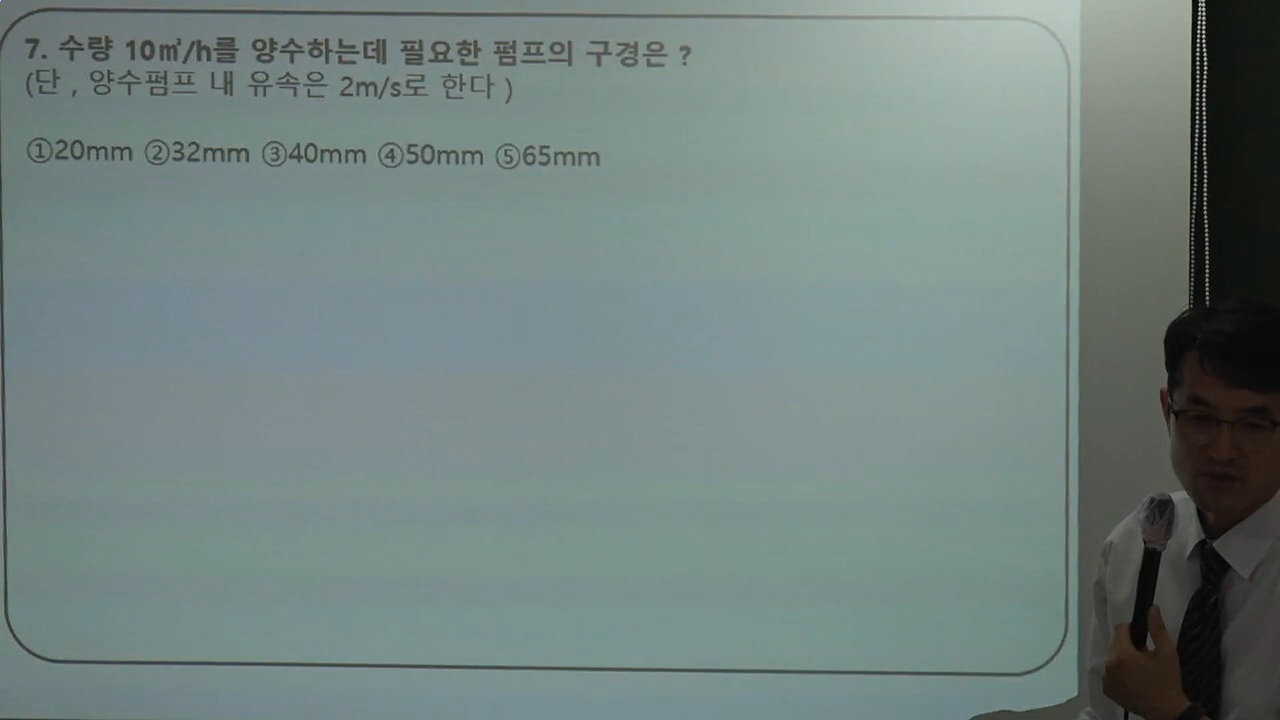 7. 수량 10㎥/h를 양수하는데 필요한 펌프의 구경은 ?
(단 , 양수펌프 내 유속은 2m/s로 한다 )
①20mm ②32mm ③40mm ④50mm ⑤65mm